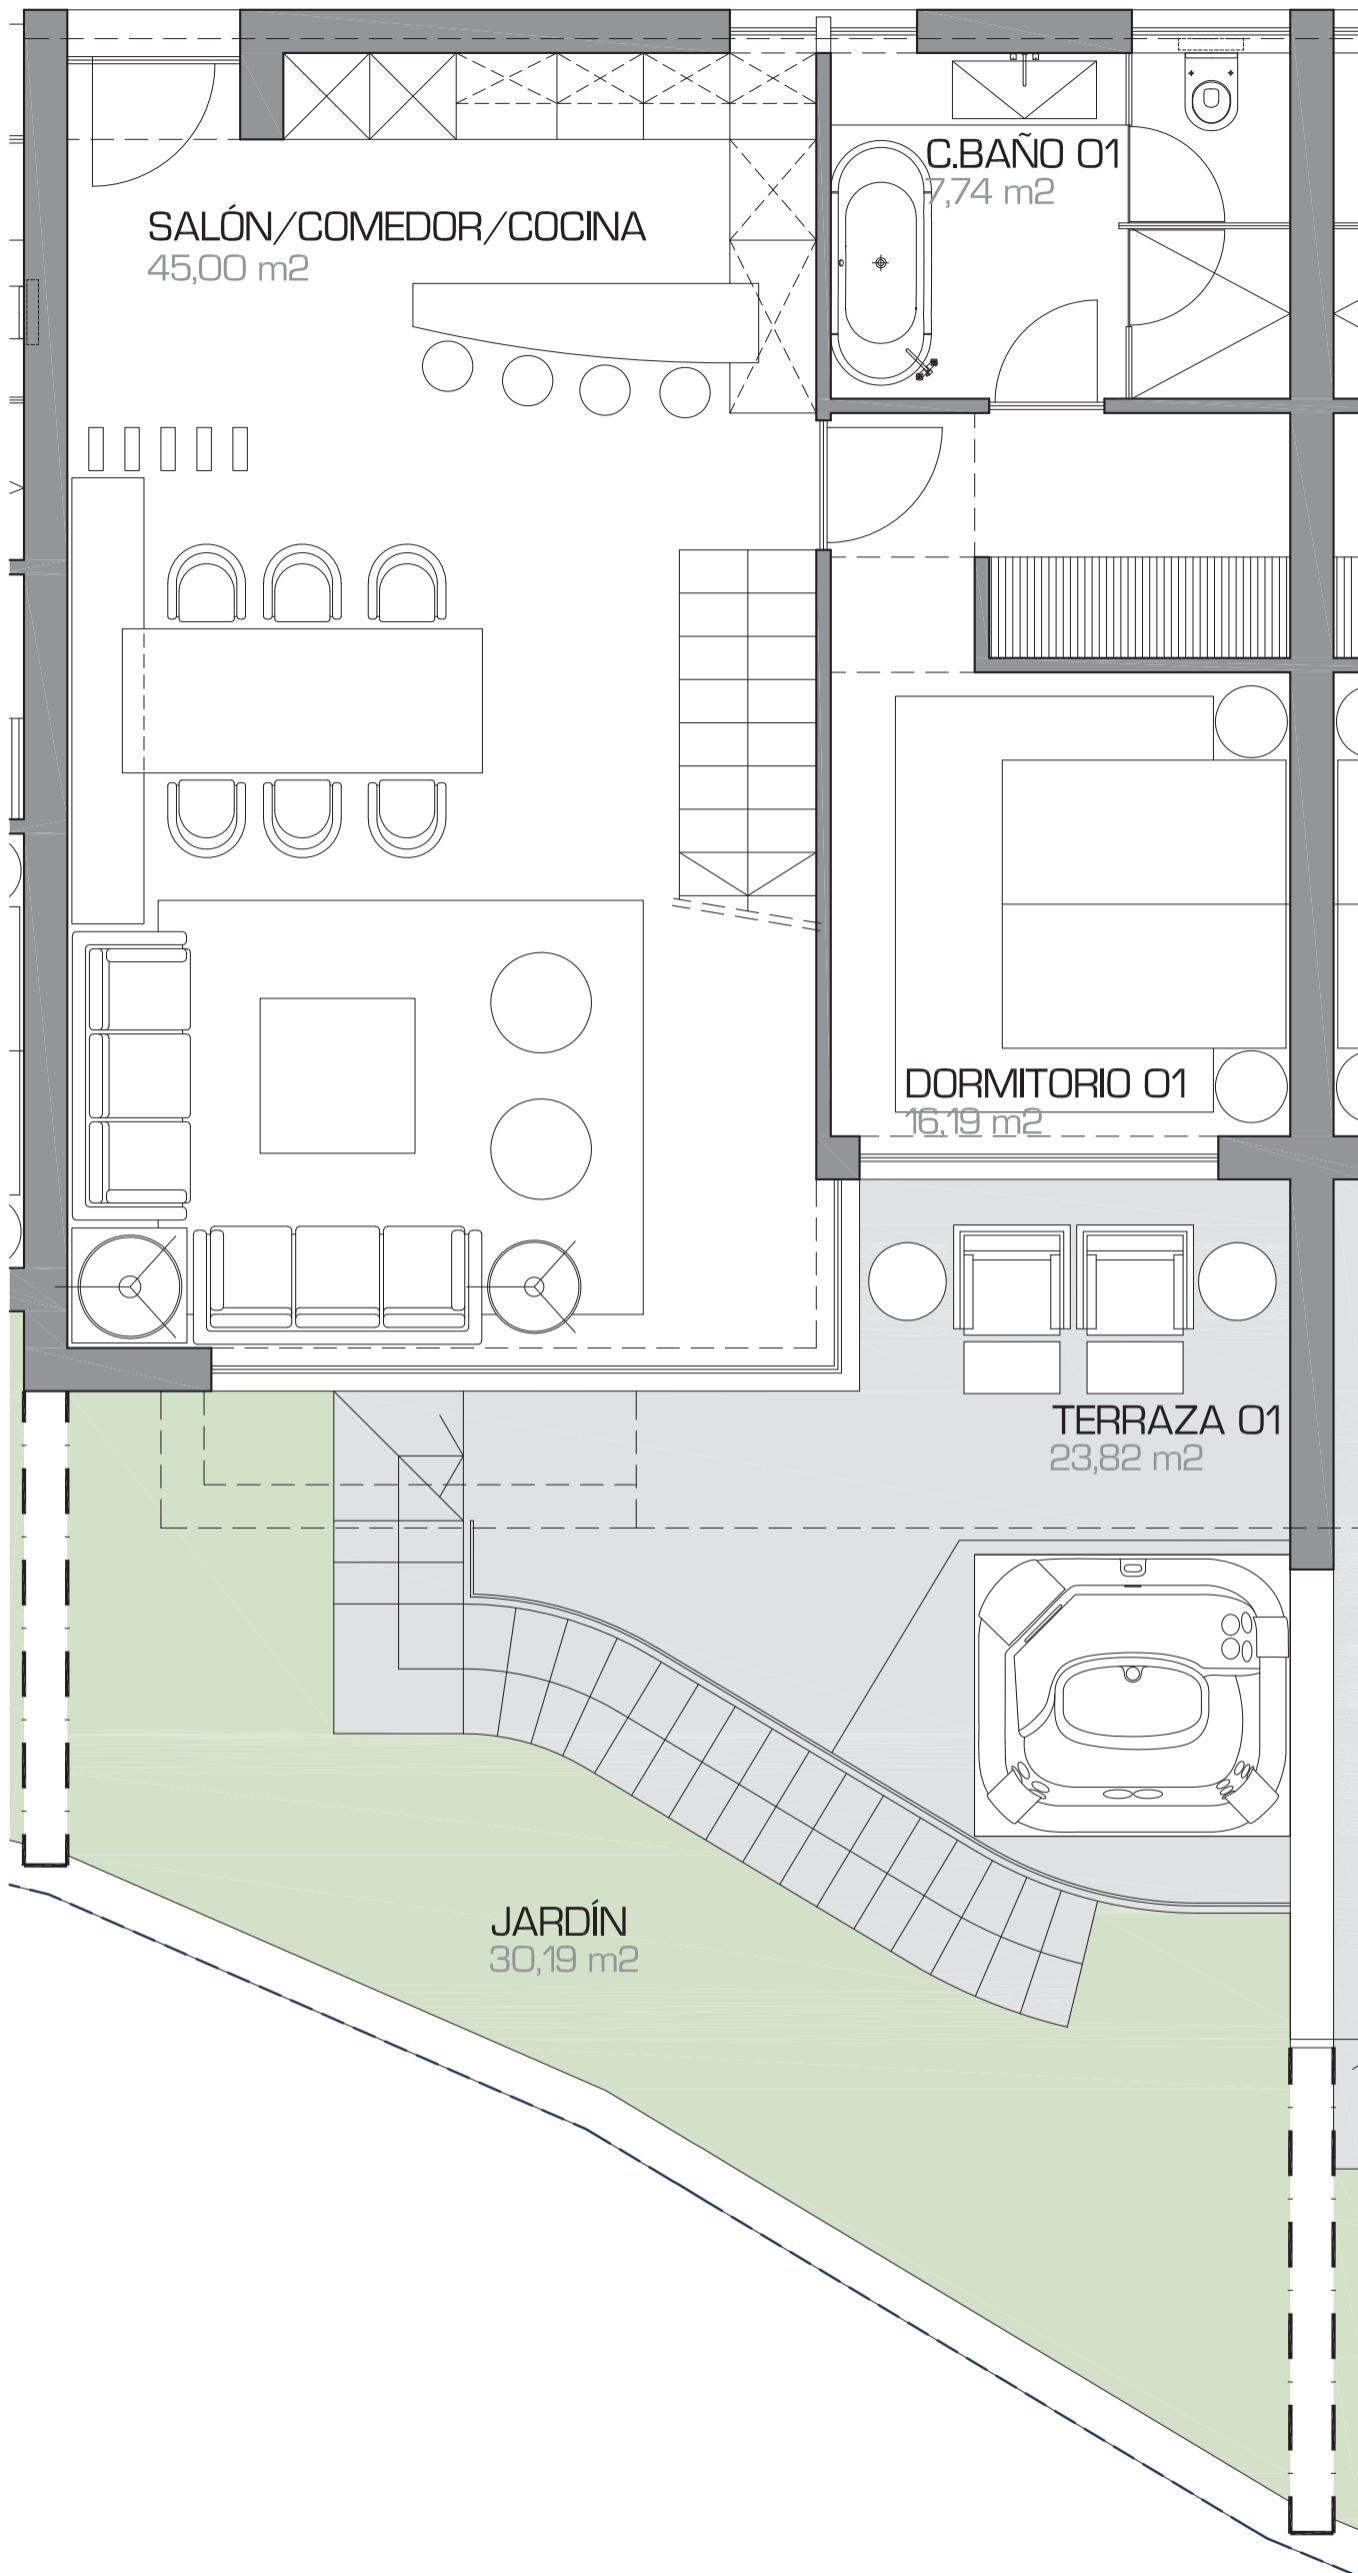 C.BAÑO 01
7,74 m2
SALÓN/COMEDOR/COCINA
45,00 m2
DORMITORIO 01
16,19 m2
TERRAZA 01
23,82 m2
JARDÍN
30,19 m2